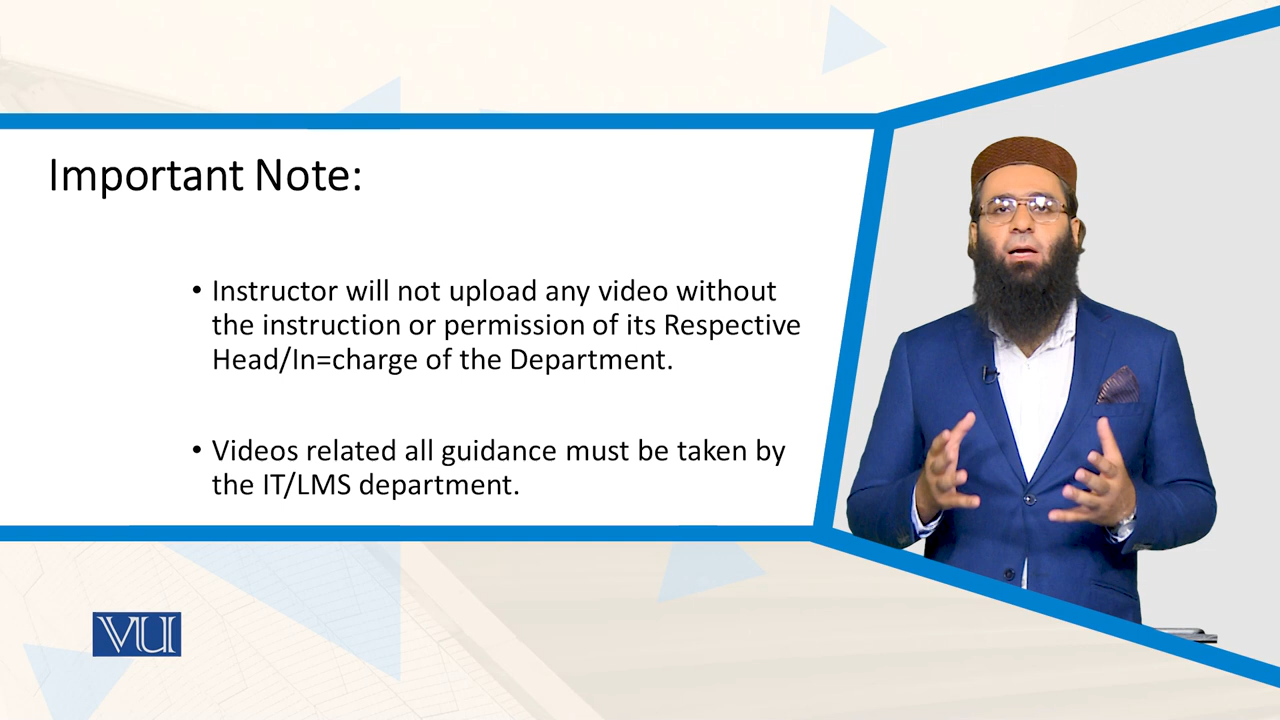 Important Note:
• Instructor will not upload any video without
the instruction or permission of its Respective
Head/In=charge of the Department.
• Videos related all guidance must be taken by
the IT/LMS department.
VU